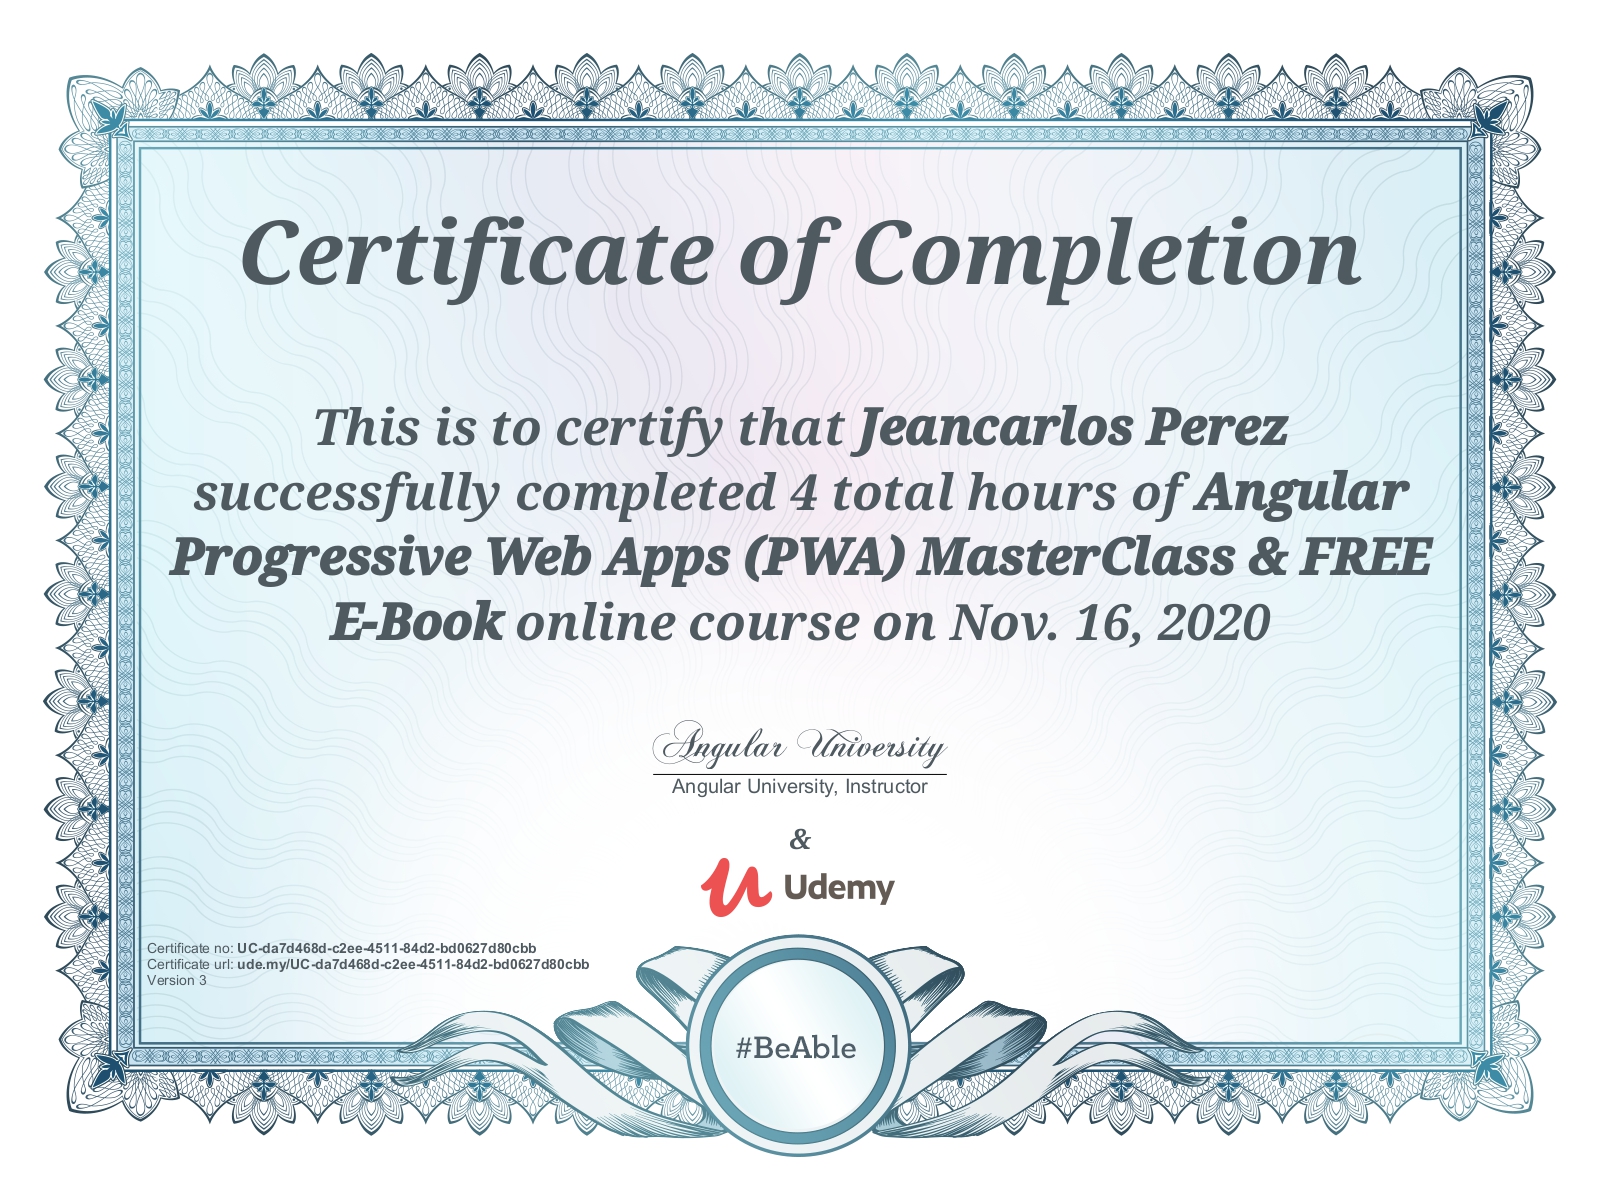 Certificate of Completion
This is to certify that Jeancarlos Perez
successfully completed 4 total hours of Angular
Progressive Web Apps (PWA) MasterClass & FREE
E-Book online course on Nov. 16, 2020
Angular University
Angular University, Instructor
&
Udemy
Certificate no: UC-da7d468d-c2ee-4511-84d2-bd0627d80cbb
Certificate url: ude.my/UC-da7d468d-c2ee-4511-84d2-bd0627d80cbb
Version 3
#BeAble